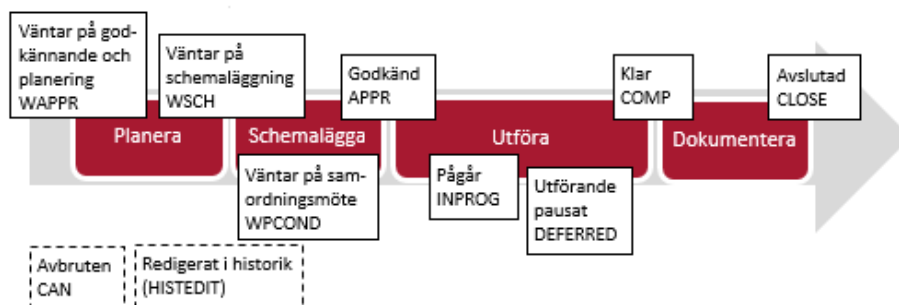 Väntar på god-
kännande och
planering
WAPPR
Väntar på
schemaläggning
WSCH
Godkänd
APPR
Klar
COMP
Avslutad
CLOSE
Planera
Schemalägga
Utföra
Dokumentera
Väntar på sam-
ordningsmöte
WPCOND
Pågår
INPROG
Utförande
pausat
DEFERRED
Avbruten
CAN
Redigerat i historik
(HISTEDIT)